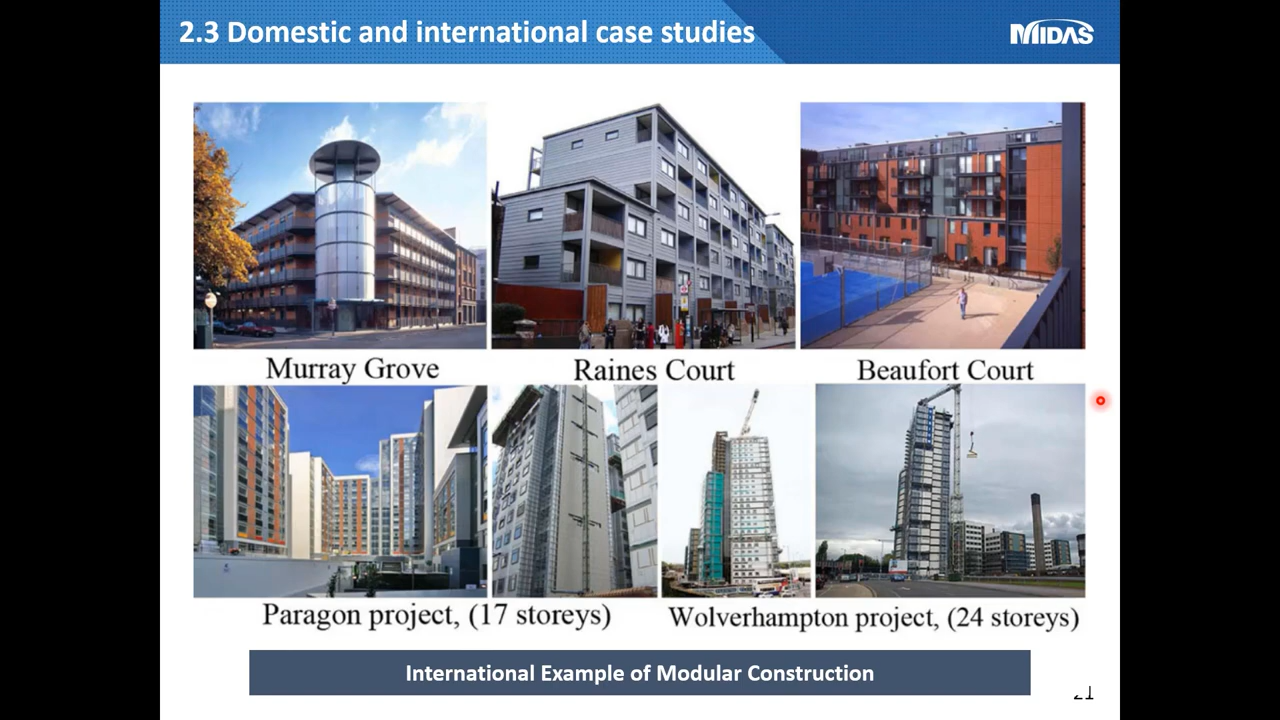 2.3 Domestic and international case studies
MIDAS
Murray Grove
Raines Court
Beaufort Court
Paragon project, (17 storeys)
Wolverhampton project, (24 storeys)
International Example of Modular Construction
21